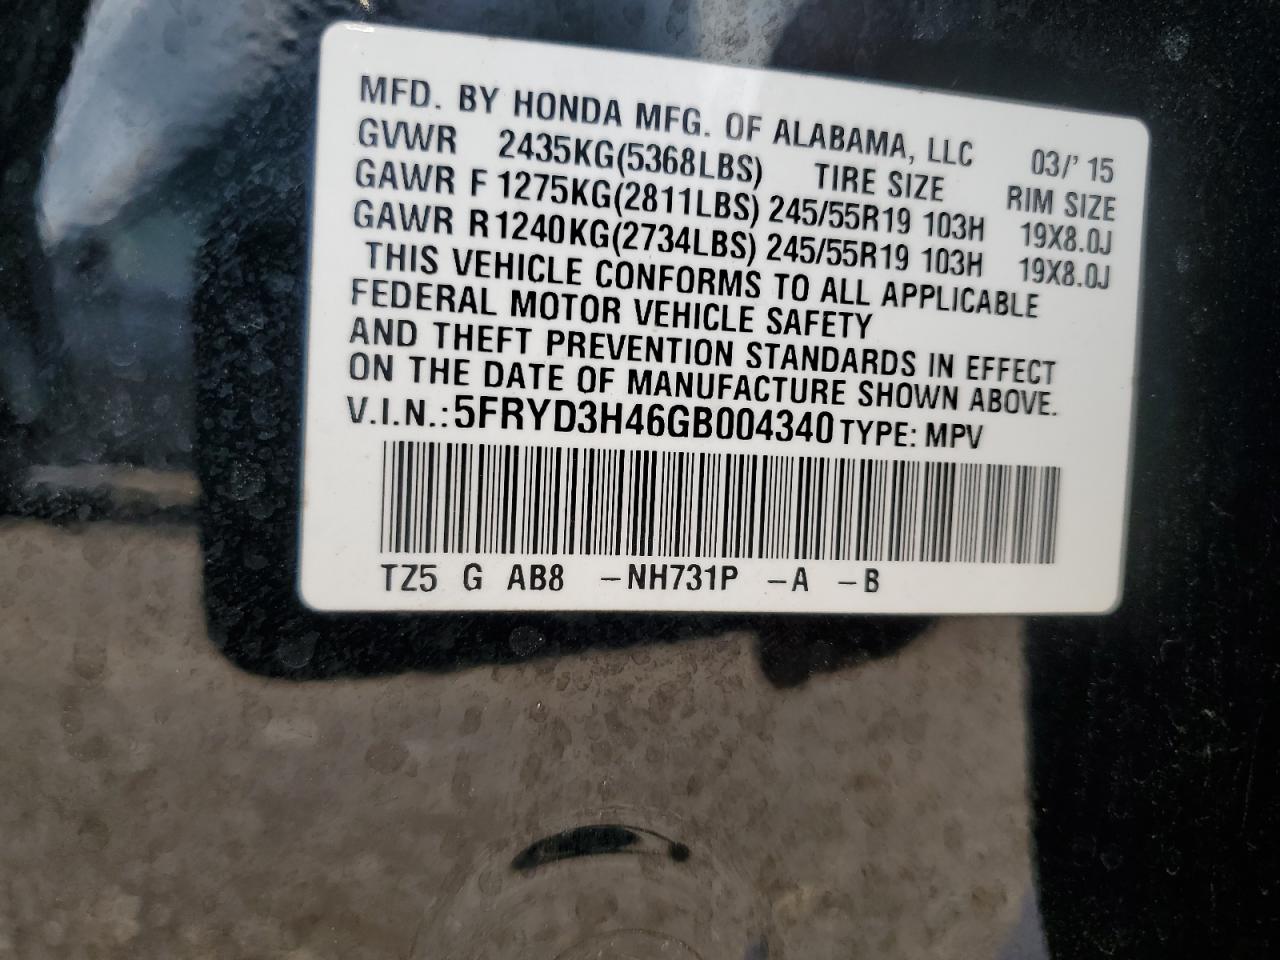 MFD. BY HONDA MFG. OF ALABAMA, LLC 03/' 15
GVWR 2435KG(5368LBS) TIRE SIZE RIM SIZE
GAWR F 1275KG(2811LBS) 245/55R19 103H 19X8.0J
GAWR R 1240KG(2734LBS) 245/55R19 103H 19X8.0J
THIS VEHICLE CONFORMS TO ALL APPLICABLE
FEDERAL MOTOR VEHICLE SAFETY
AND THEFT PREVENTION STANDARDS IN EFFECT
ON THE DATE OF MANUFACTURE SHOWN ABOVE.
V.I.N.: 5FRYD3H46GB004340 TYPE: MPV
TZ5 G AB8 -NH731P -A -B